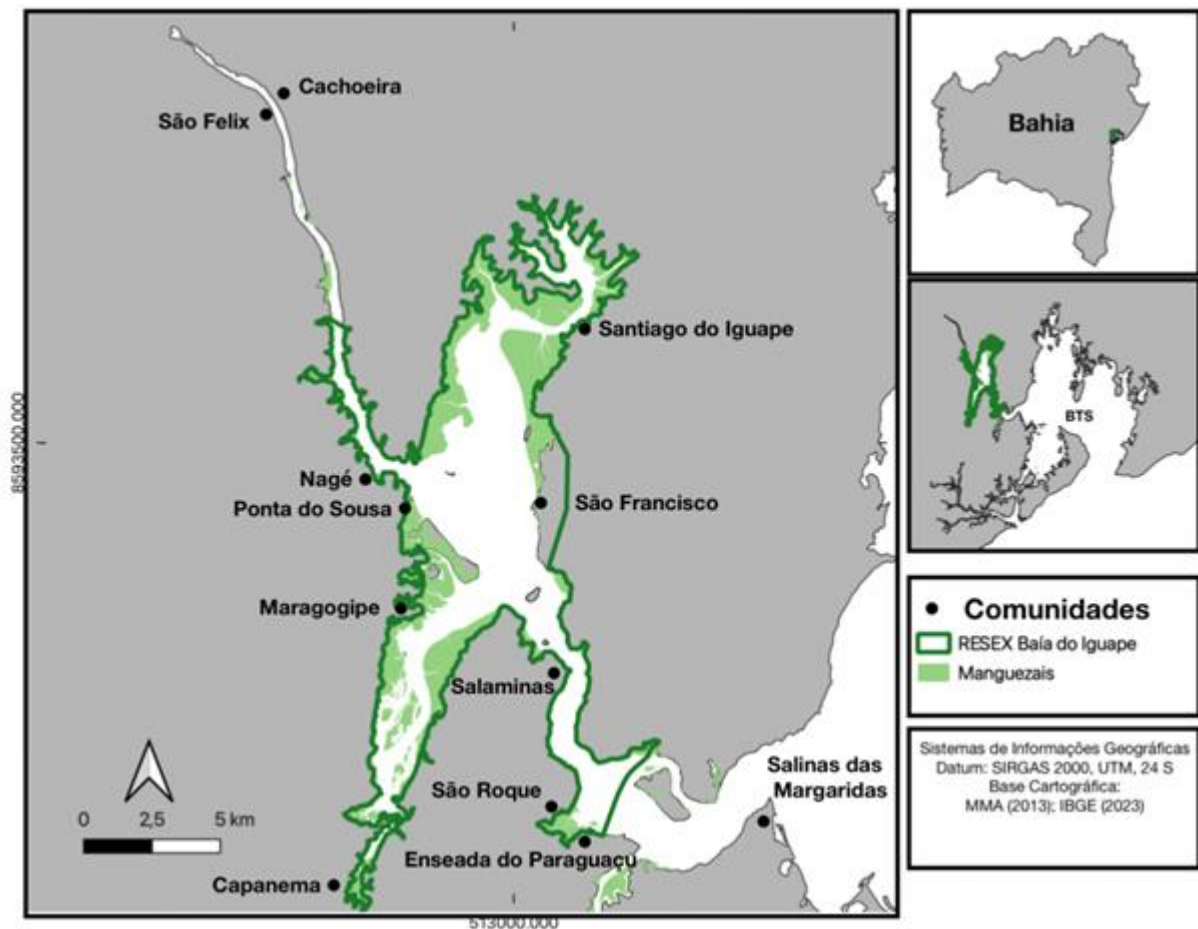 Cachoeira
São Felix
Santiago do Iguape
Nagé
Ponta do Sousa
São Francisco
Maragogipe
Salaminas
São Roque
Salinas das
Margaridas
Enseada do Paraguaçu
Capanema
0 2,5 5 km
8593500.000
513000.000
Bahia
BTS
Comunidades
RESEX Baía do Iguape
Manguezais
Sistemas de Informações Geográficas
Datum: SIRGAS 2000, UTM, 24 S
Base Cartográfica:
MMA (2013); IBGE (2023)